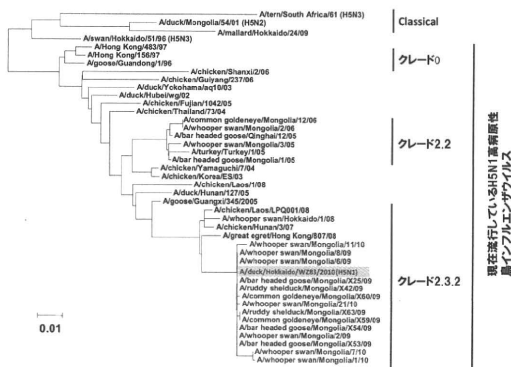 A/tern/South Africa/61 (H5N3)
A/duck/Mongolia/54/01 (H5N2)
A/mallard/Hokkaido/24/09
A/swan/Hokkaido/51/96 (H5N3)
Classical
A/Hong Kong/483/97
A/Hong Kong/156/97
A/goose/Guandong/1/96
クレード0
A/chicken/Shanxi/2/06
A/chicken/Guiyang/237/06
A/duck/Yokohama/aq10/03
A/duck/Hubei/wg/02
A/chicken/Fujian/1042/05
A/chicken/Thailand/73/04
A/common goldeneye/Mongolia/12/06
A/whooper swan/Mongolia/2/06
A/bar headed goose/Qinghai/12/05
A/whooper swan/Mongolia/3/05
A/turkey/Turkey/1/05
A/bar headed goose/Mongolia/1/05
クレード2.2
A/chicken/Yamaguchi/7/04
A/chicken/Korea/ES/03
A/chicken/Laos/1/08
A/duck/Hunan/127/05
A/goose/Guangxi/345/2005
A/chicken/Laos/LPQ001/08
A/whooper swan/Hokkaido/1/08
A/chicken/Hunan/3/07
A/great egret/Hong Kong/807/08
A/whooper swan/Mongolia/11/10
A/whooper swan/Mongolia/8/09
A/whooper swan/Mongolia/6/09
A/duck/Hokkaido/WZ83/2010 (H5N1)
A/bar headed goose/Mongolia/X25/09
A/ruddy shelduck/Mongolia/X42/09
A/common goldeneye/Mongolia/X60/09
A/whooper swan/Mongolia/21/10
A/ruddy shelduck/Mongolia/X63/09
A/common goldeneye/Mongolia/X59/09
A/bar headed goose/Mongolia/X54/09
A/whooper swan/Mongolia/2/09
A/bar headed goose/Mongolia/X53/09
A/whooper swan/Mongolia/7/10
A/whooper swan/Mongolia/1/10
クレード2.3.2
現在流行しているH5N1高病原性
鳥インフルエンザウイルス
0.01